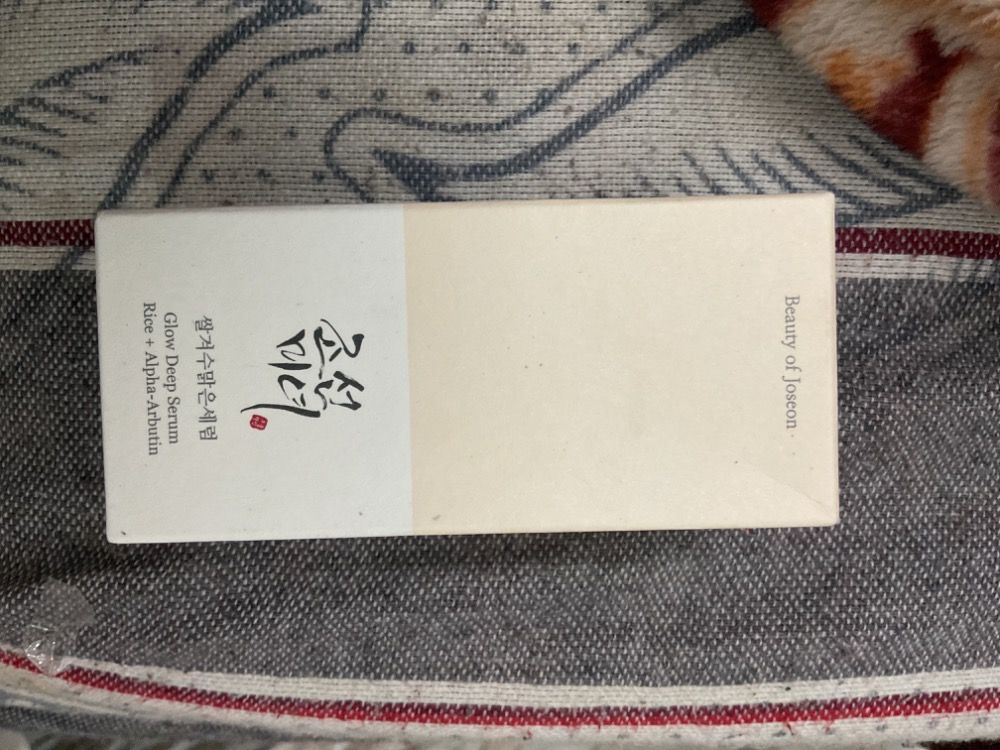 Beauty of Joseon
조선
미녀
쌀겨수맑은세럼
Glow Deep Serum
Rice + Alpha-Arbutin